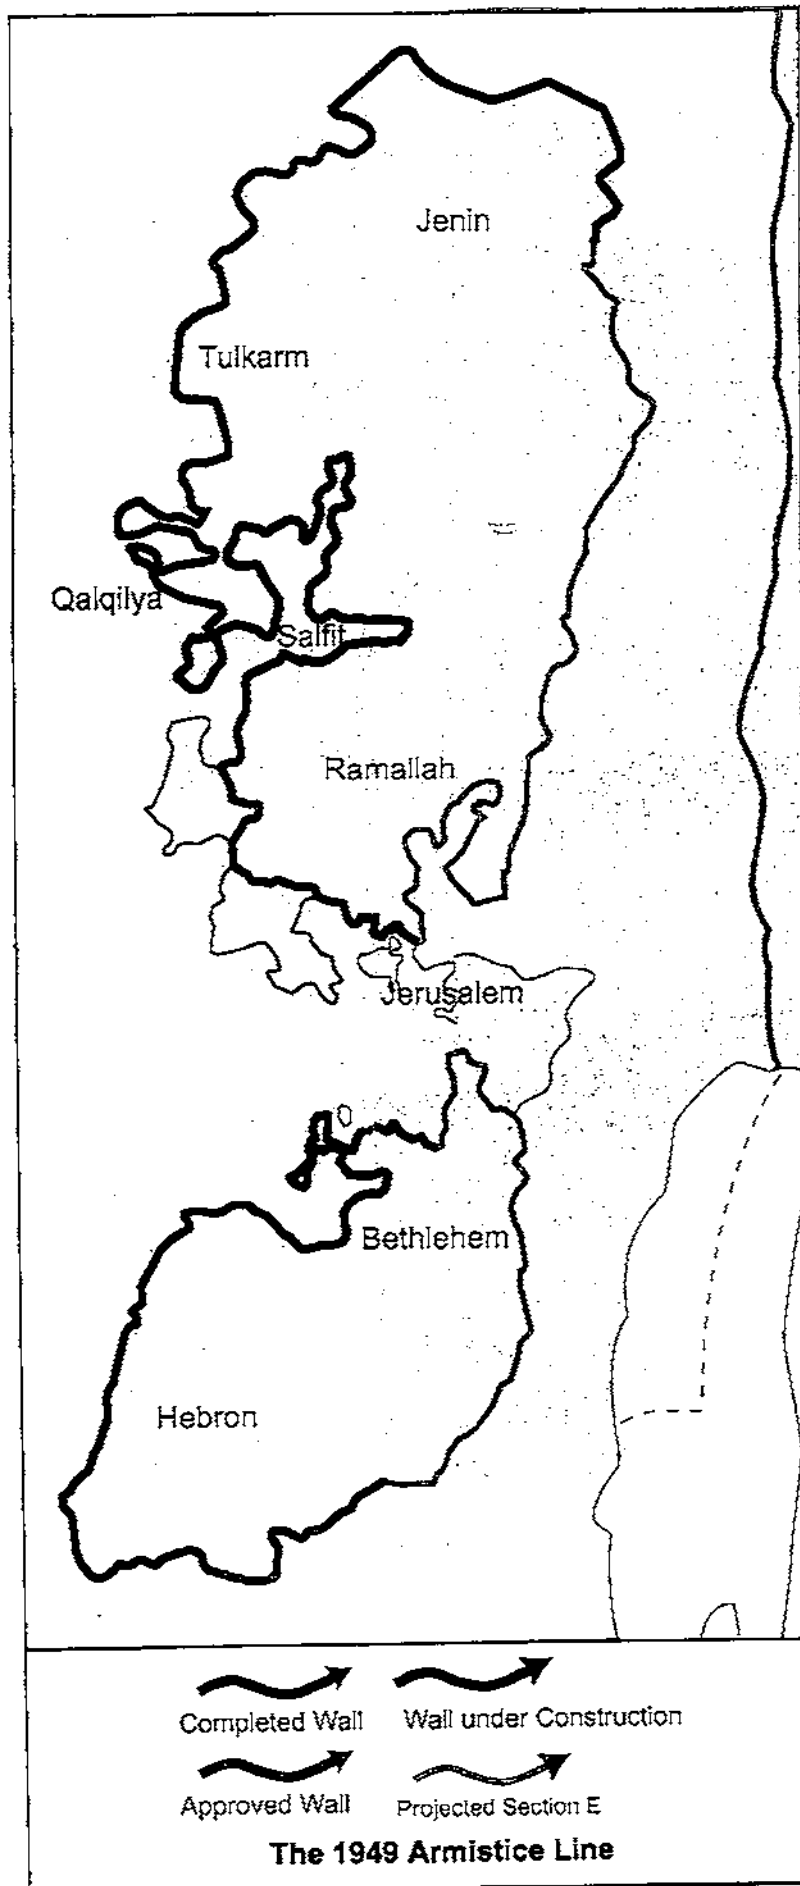 Jenin
Tulkarm
Qalqilya
Salfit
Ramallah
Jerusalem
Bethlehem
Hebron
Completed Wall
Wall under Construction
Approved Wall
Projected Section E
The 1949 Armistice Line